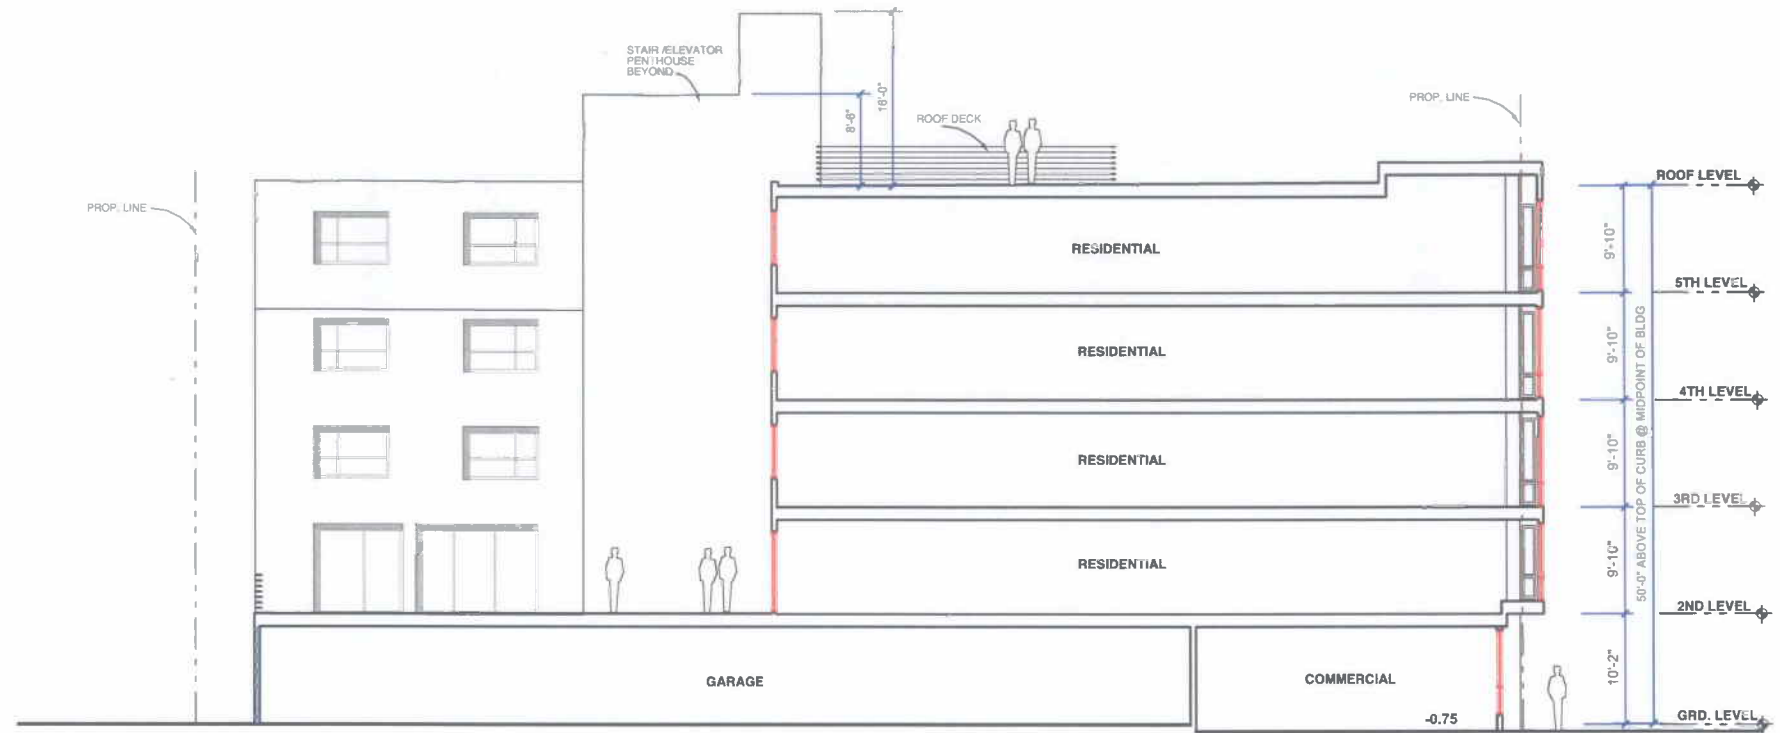 STAIR /ELEVATOR
PENTHOUSE
BEYOND
16'-0"
8'-6"
ROOF DECK
PROP. LINE
PROP. LINE
ROOF LEVEL
RESIDENTIAL
9'-10"
5TH LEVEL
RESIDENTIAL
9'-10"
4TH LEVEL
RESIDENTIAL
9'-10"
3RD LEVEL
RESIDENTIAL
9'-10"
50'-0" ABOVE TOP OF CURB @ MIDPOINT OF BLDG
2ND LEVEL
GARAGE
COMMERCIAL
10'-2"
-0.75
GRD. LEVEL